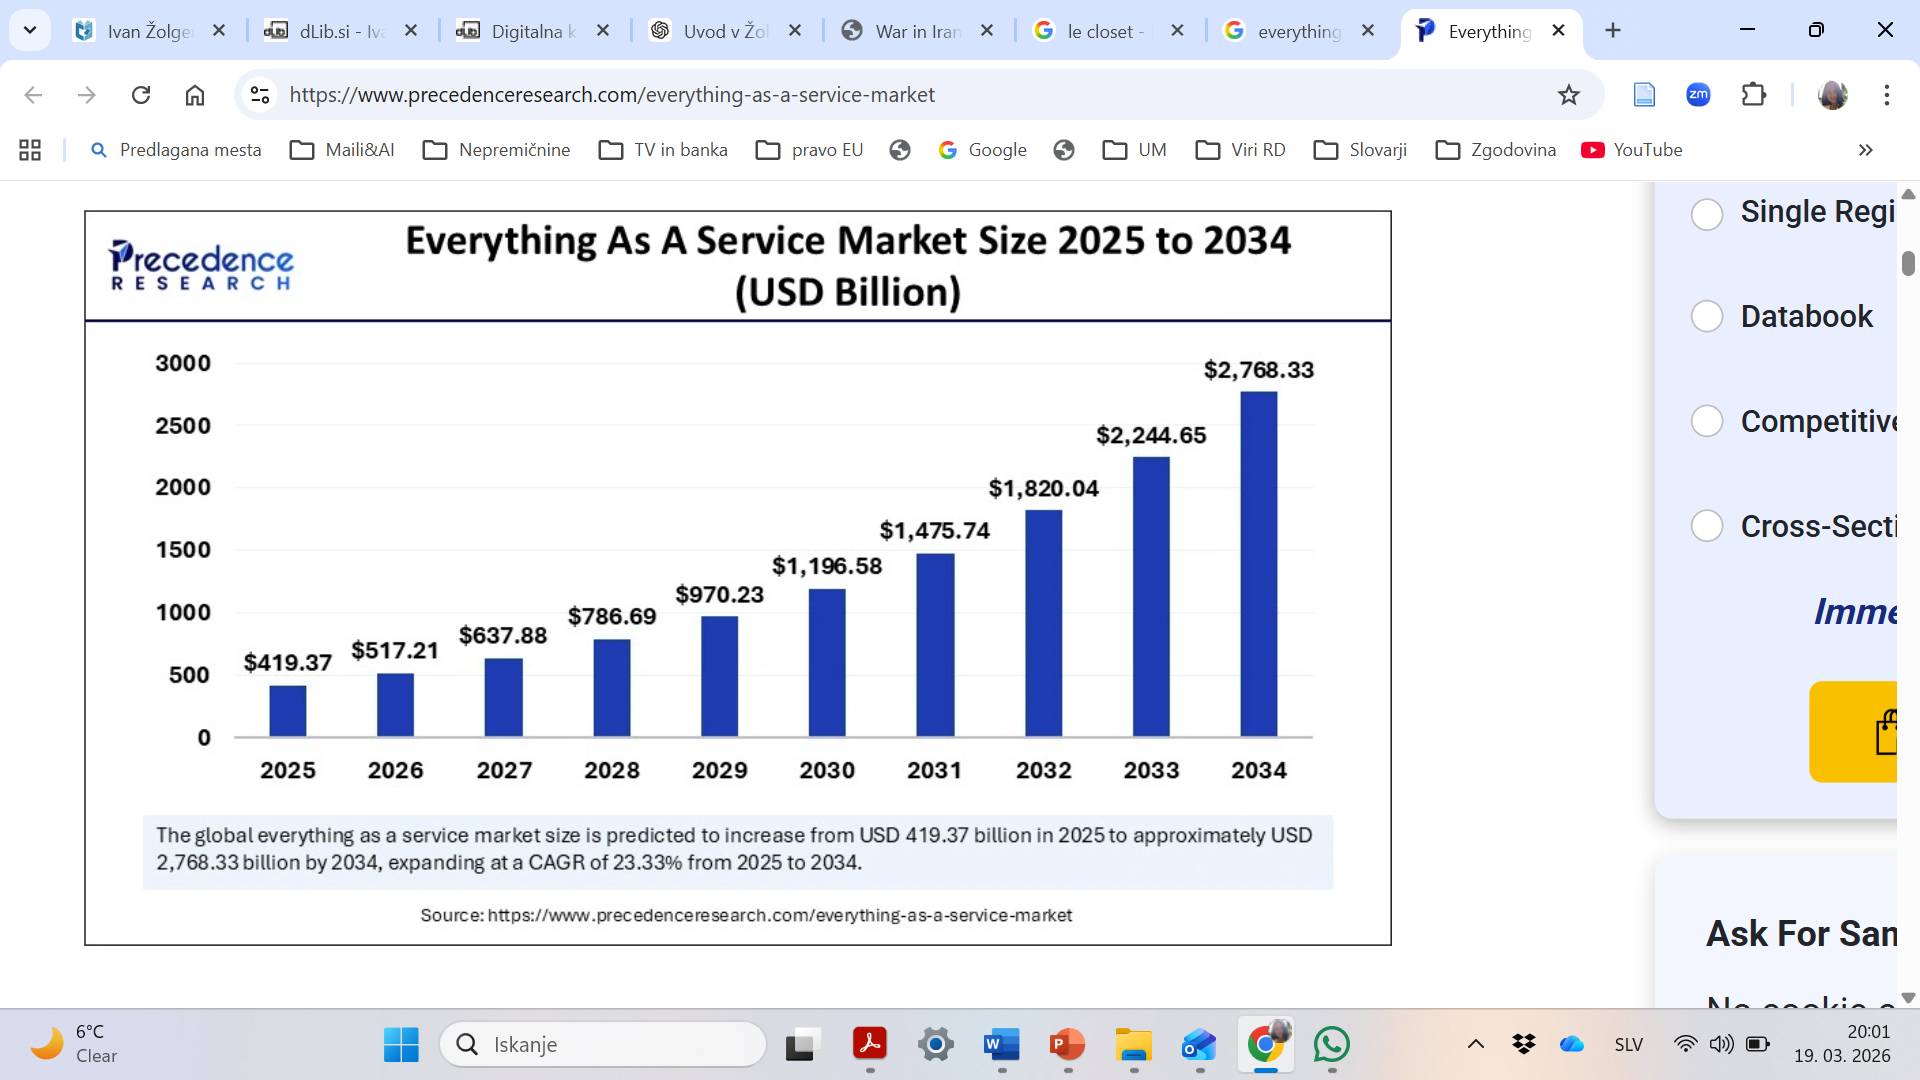 Ivan Žolge
dLib.si - Iva
Digitalna k
Uvod v Žol
War in Iran
le closet -
everything
Everything
https://www.precedenceresearch.com/everything-as-a-service-market
zm
Predlagana mesta
Maili&AI
Nepremičnine
TV in banka
pravo EU
Google
UM
Viri RD
Slovarji
Zgodovina
YouTube
Precedence
RESEARCH
Everything As A Service Market Size 2025 to 2034
(USD Billion)
3000
2500
2000
1500
1000
500
0
$419.37
$517.21
$637.88
$786.69
$970.23
$1,196.58
$1,475.74
$1,820.04
$2,244.65
$2,768.33
2025 2026 2027 2028 2029 2030 2031 2032 2033 2034
The global everything as a service market size is predicted to increase from USD 419.37 billion in 2025 to approximately USD
2,768.33 billion by 2034, expanding at a CAGR of 23.33% from 2025 to 2034.
Source: https://www.precedenceresearch.com/everything-as-a-service-market
Single Regi
Databook
Competitive
Cross-Secti
Imme
Ask For Sam
6°C
Clear
Iskanje
SLV
20:01
19. 03. 2026